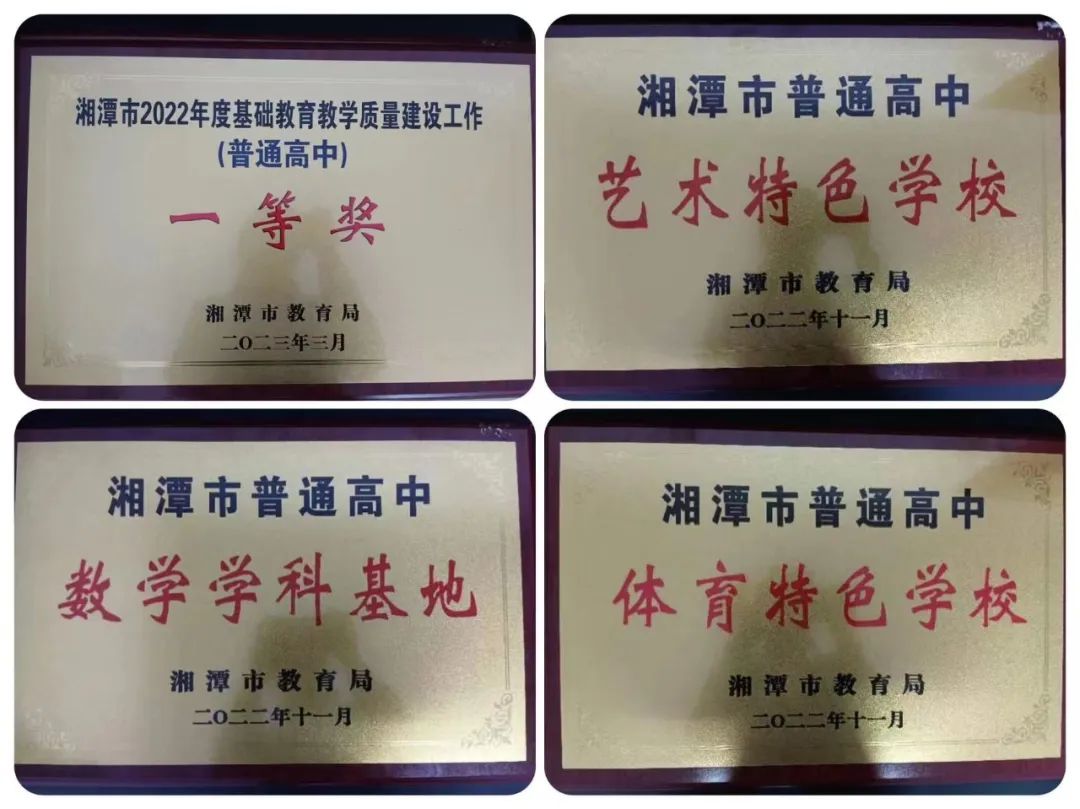 湘潭市2022年度基础教育教学质量建设工作
(普通高中)
一等奖
湘潭市教育局
二〇二三年三月
湘潭市普通高中
艺术特色学校
湘潭市教育局
二〇二二年十一月
湘潭市普通高中
数学学科基地
湘潭市教育局
二〇二二年十一月
湘潭市普通高中
体育特色学校
湘潭市教育局
二〇二二年十一月